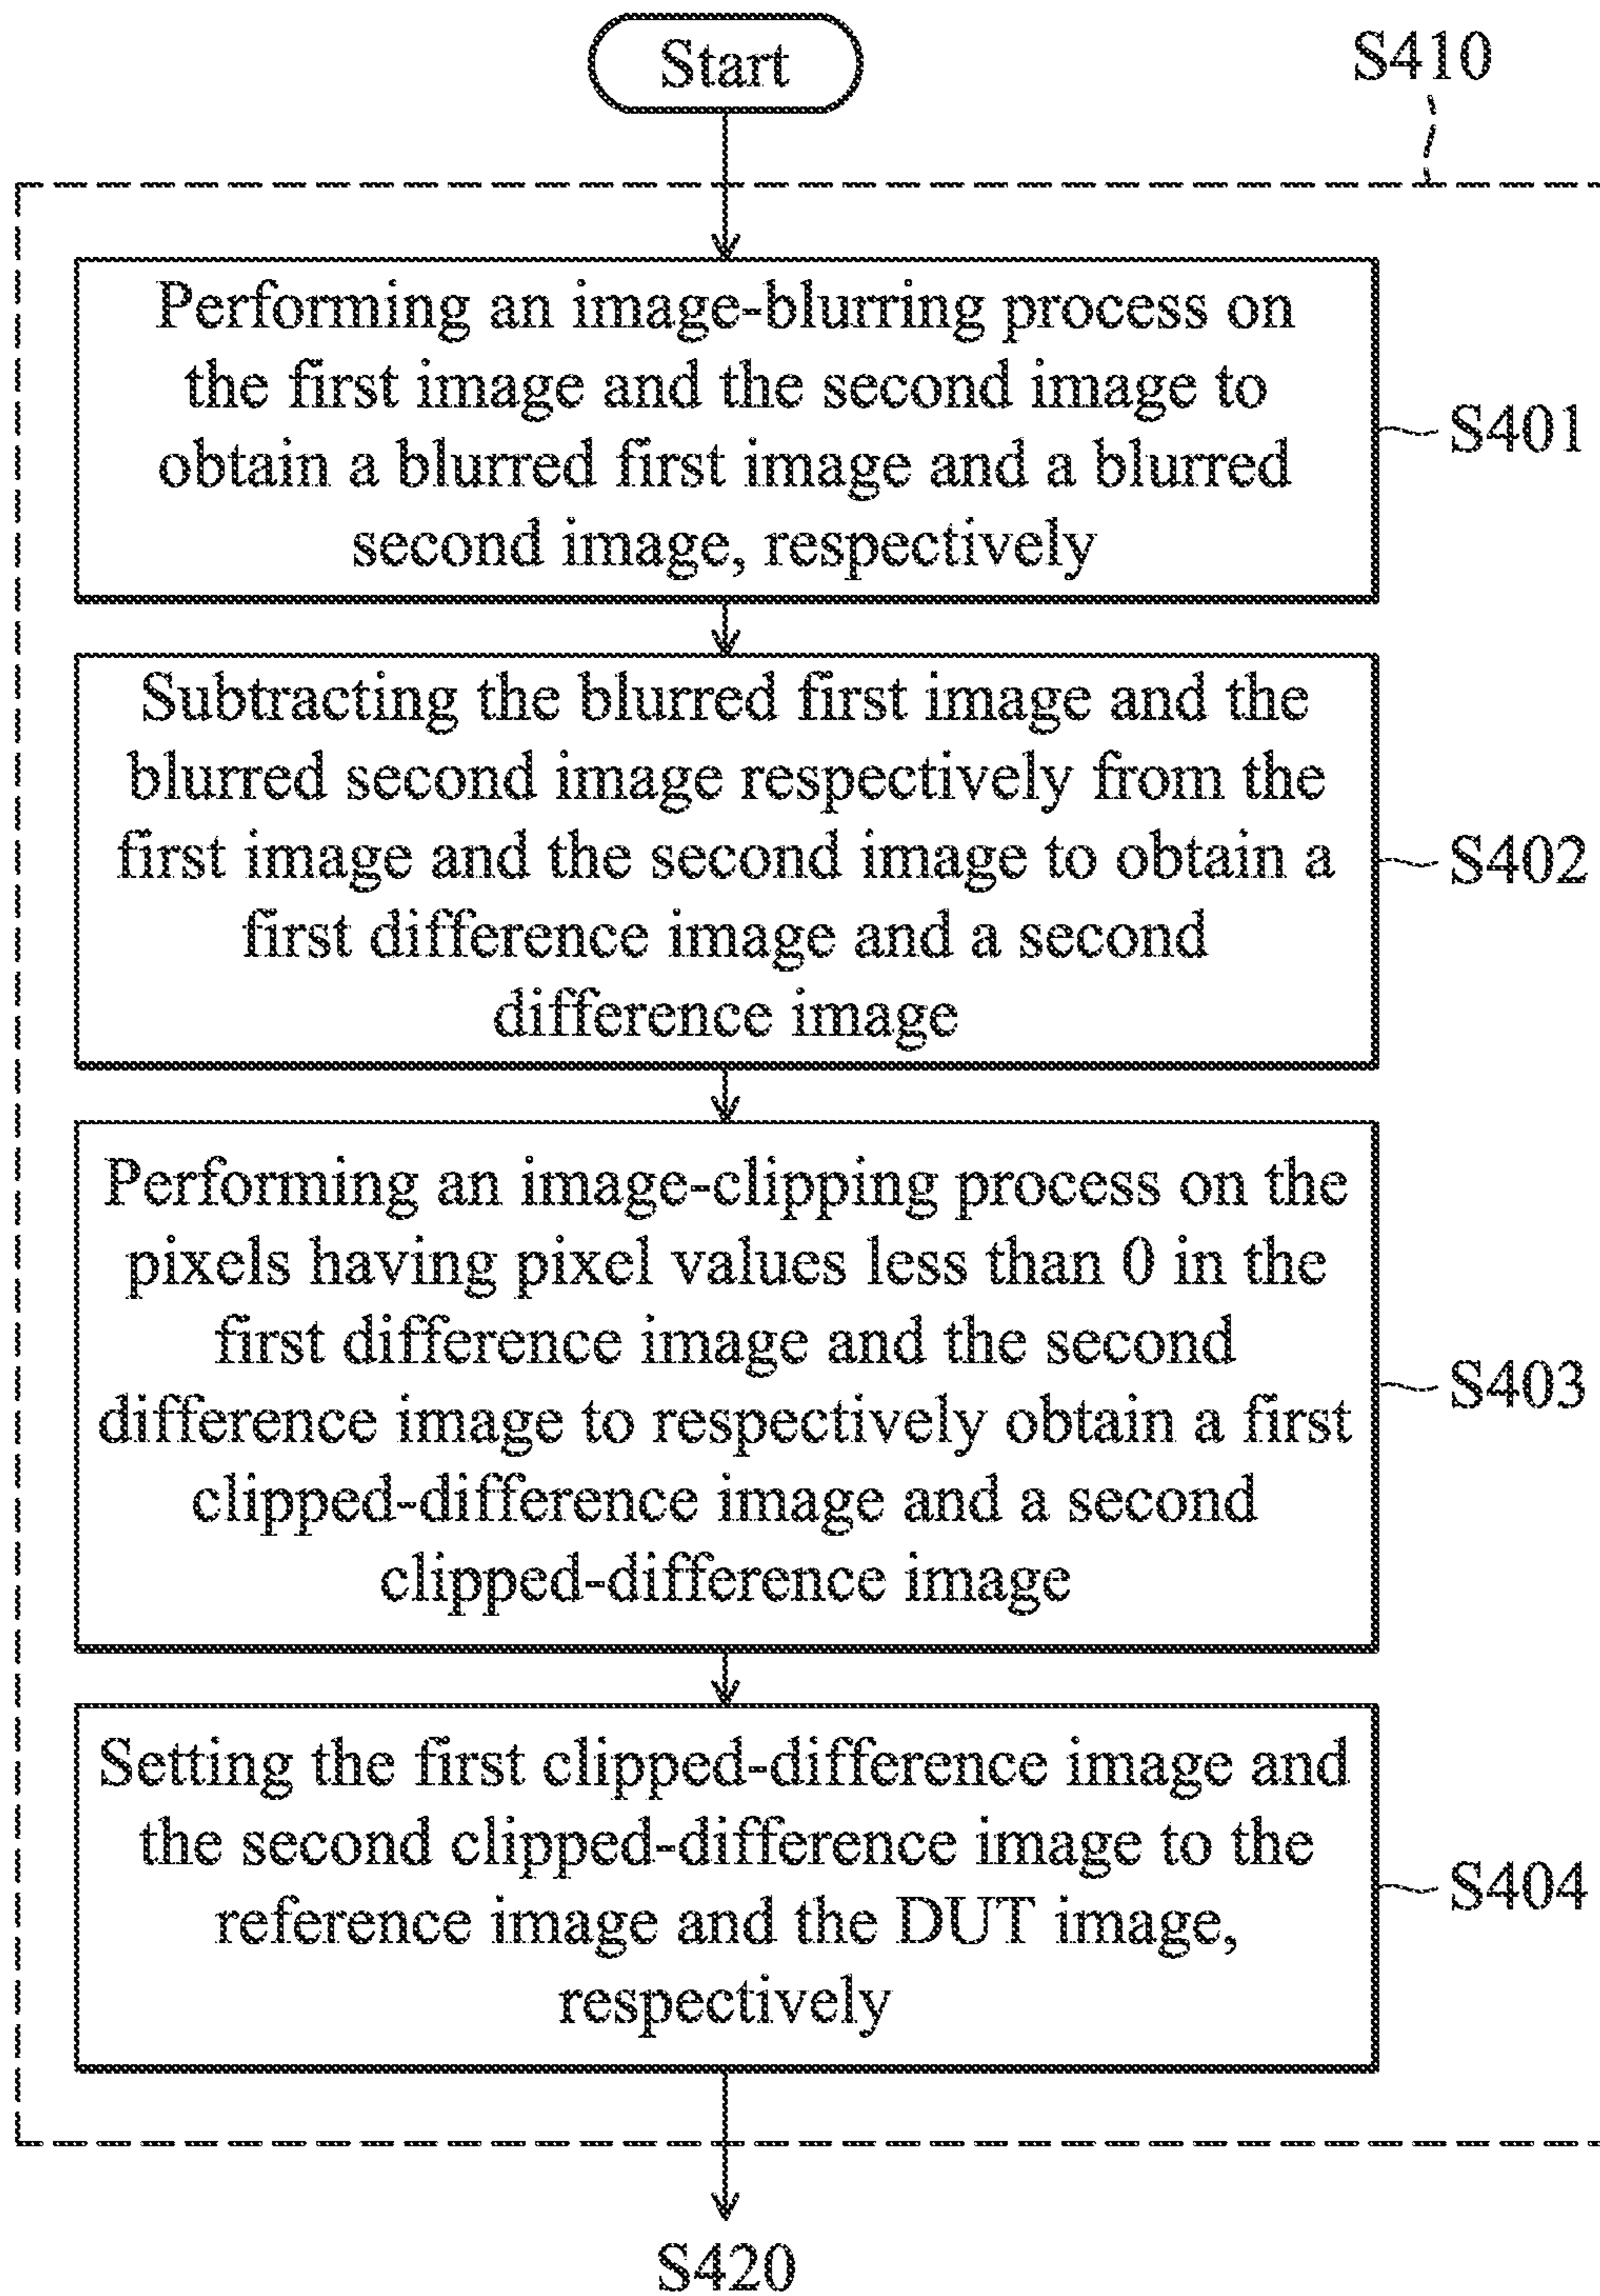 Start
S410
Performing an image-blurring process on
the first image and the second image to
obtain a blurred first image and a blurred
second image, respectively
S401
Subtracting the blurred first image and the
blurred second image respectively from the
first image and the second image to obtain a
first difference image and a second
difference image
S402
Performing an image-clipping process on the
pixels having pixel values less than 0 in the
first difference image and the second
difference image to respectively obtain a first
clipped-difference image and a second
clipped-difference image
S403
Setting the first clipped-difference image and
the second clipped-difference image to the
reference image and the DUT image,
respectively
S404
S420